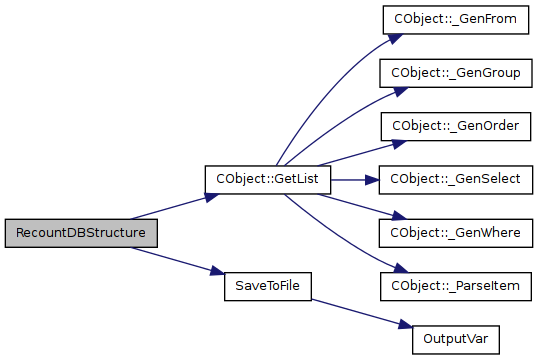 CObject::_GenFrom
CObject::_GenGroup
CObject::_GenOrder
CObject::GetList
CObject::_GenSelect
RecountDBStructure
CObject::_GenWhere
SaveToFile
CObject::_ParseItem
OutputVar